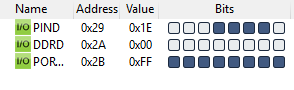 Name Address Value Bits
I/O PIND 0x29 0x1E
I/O DDRD 0x2A 0x00
I/O POR... 0x2B 0xFF